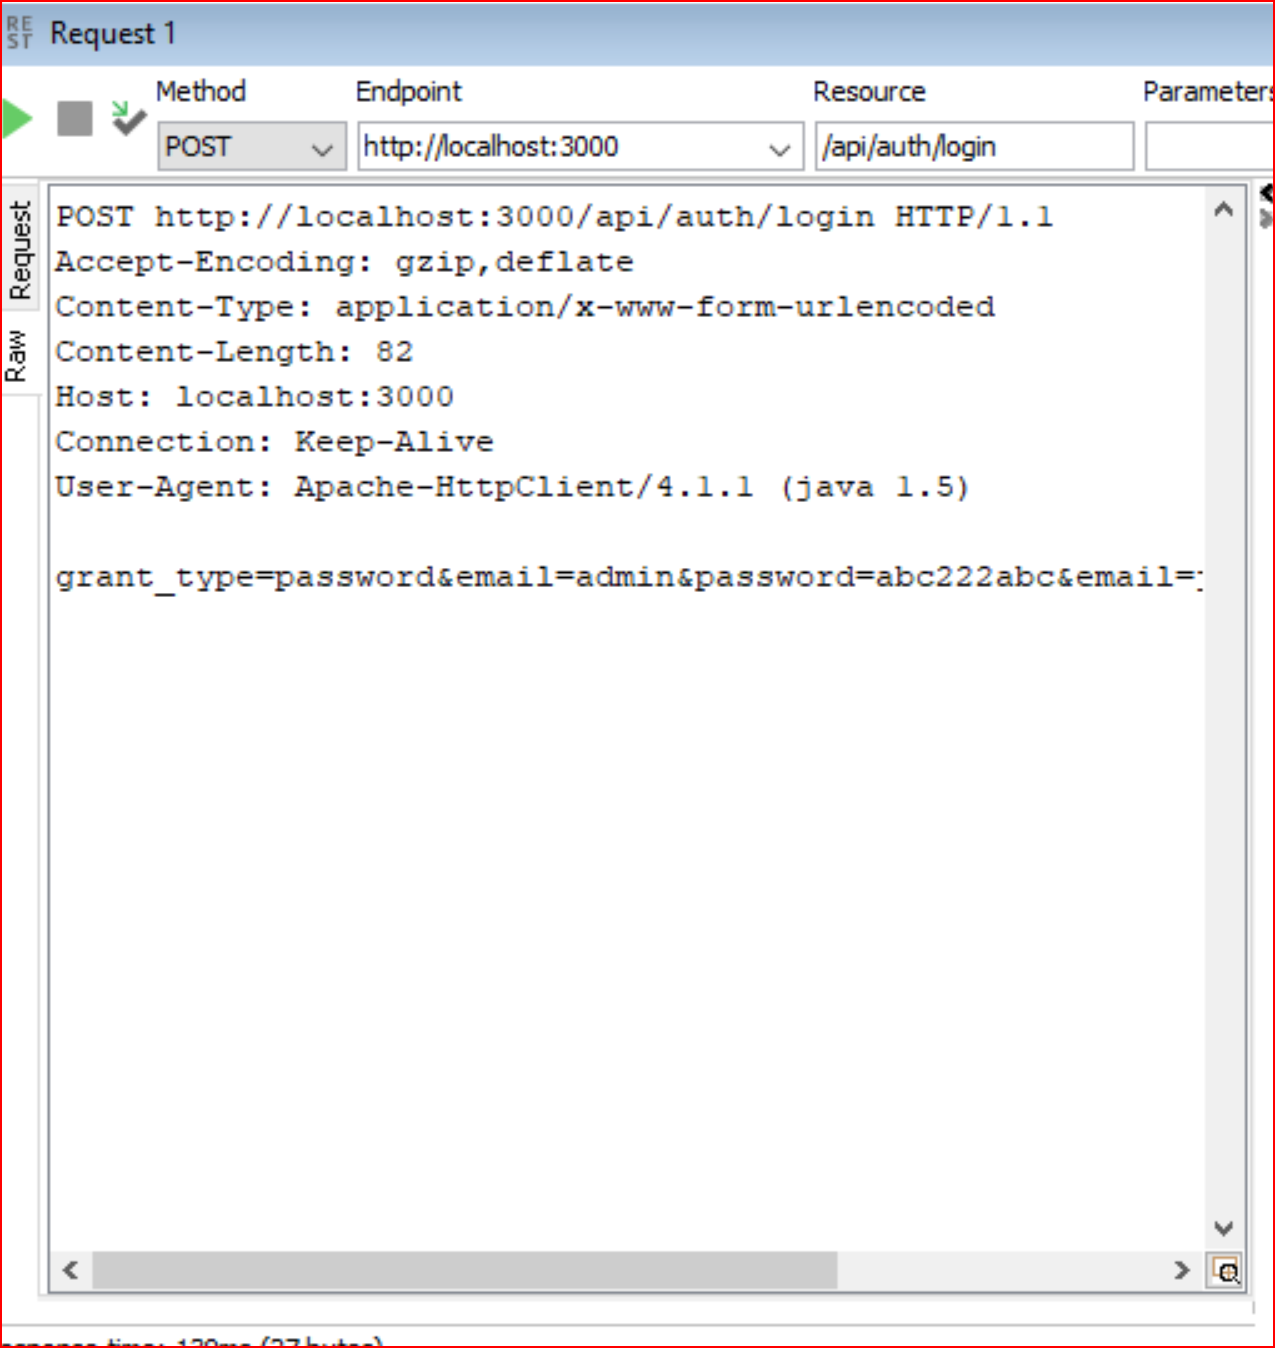 REST Request 1
Method Endpoint Resource Parameters
POST http://localhost:3000 /api/auth/login
Request
Raw
POST http://localhost:3000/api/auth/login HTTP/1.1
Accept-Encoding: gzip,deflate
Content-Type: application/x-www-form-urlencoded
Content-Length: 82
Host: localhost:3000
Connection: Keep-Alive
User-Agent: Apache-HttpClient/4.1.1 (java 1.5)
grant_type=password&email=admin&password=abc222abc&email=